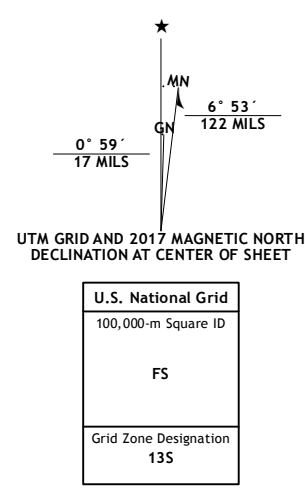 ★
MN
6° 53´
122 MILS
GN
0° 59´
17 MILS
UTM GRID AND 2017 MAGNETIC NORTH
DECLINATION AT CENTER OF SHEET
U.S. National Grid
100,000-m Square ID
FS
Grid Zone Designation
13S